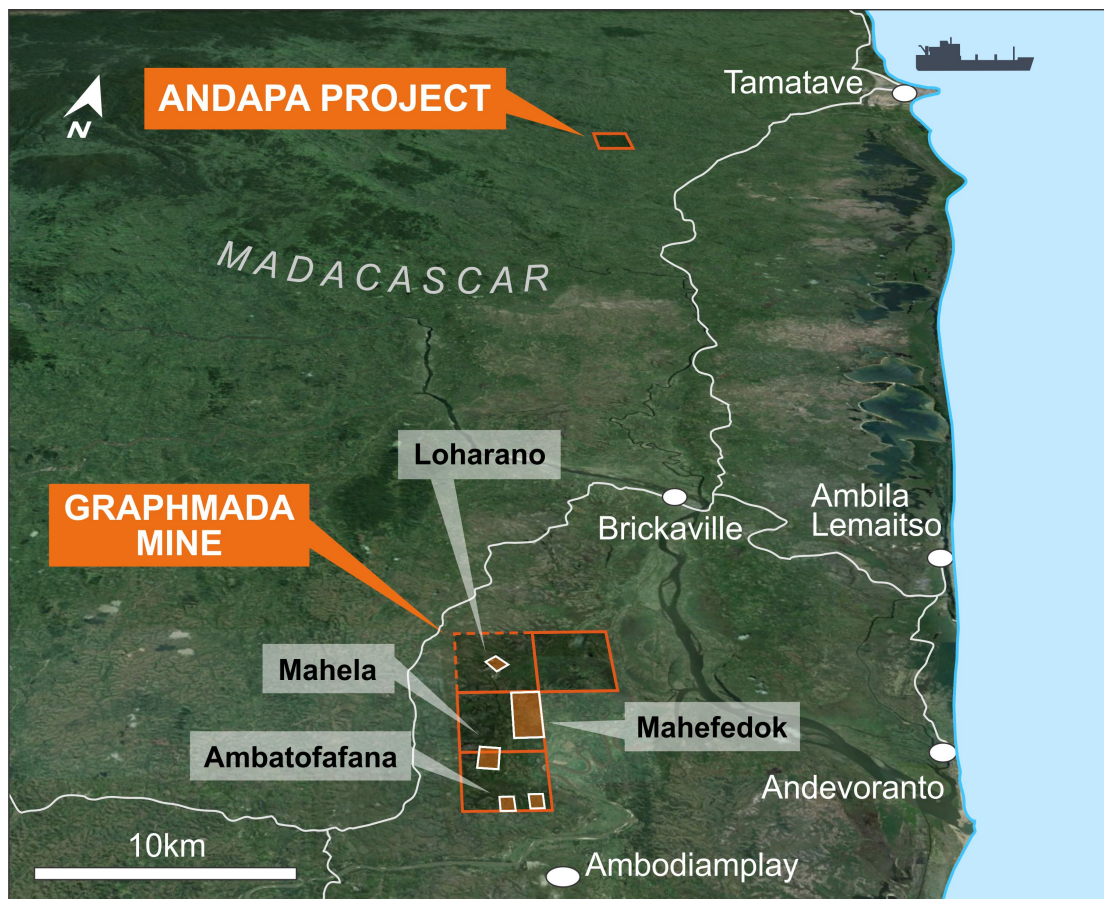 Tamatave
ANDAPA PROJECT
N
MADACASCAR
Loharano
GRAPHMADA
MINE
Brickaville
Ambila
Lemaitso
Mahela
Mahefedok
Ambatofafana
Andevoranto
10km
Ambodiamplay